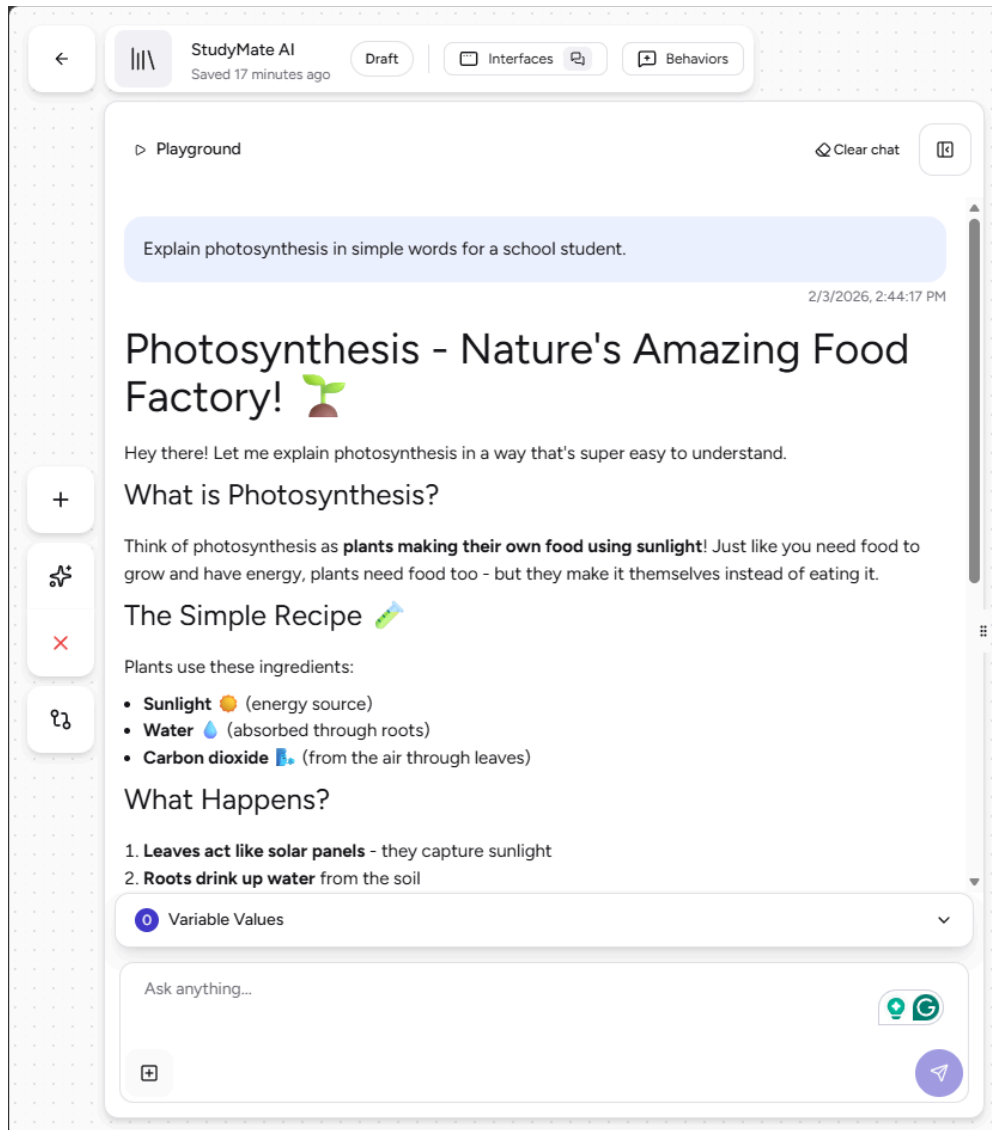 StudyMate AI
Saved 17 minutes ago
Draft
Interfaces
Behaviors
Playground
Clear chat
Explain photosynthesis in simple words for a school student.
2/3/2026, 2:44:17 PM
Photosynthesis - Nature's Amazing Food
Factory! 🌱
Hey there! Let me explain photosynthesis in a way that's super easy to understand.
What is Photosynthesis?
Think of photosynthesis as plants making their own food using sunlight! Just like you need food to
grow and have energy, plants need food too - but they make it themselves instead of eating it.
The Simple Recipe 🧪
Plants use these ingredients:
• Sunlight ☀️ (energy source)
• Water 💧 (absorbed through roots)
• Carbon dioxide 🌬️ (from the air through leaves)
What Happens?
1. Leaves act like solar panels - they capture sunlight
2. Roots drink up water from the soil
0 Variable Values
Ask anything...